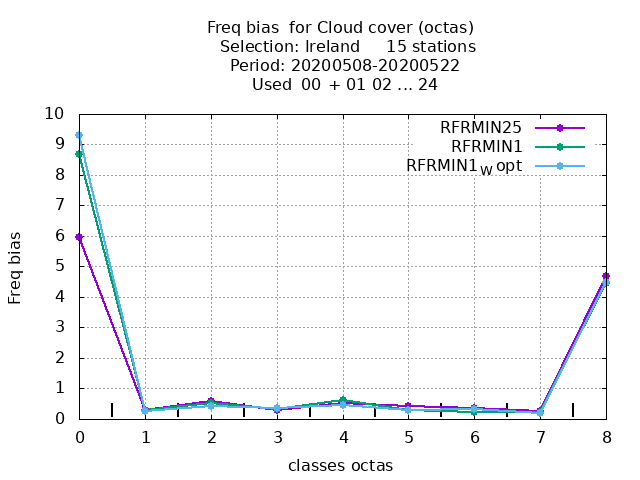 Freq bias  for Cloud cover (octas)
Selection: Ireland     15 stations
Period: 20200508-20200522
Used  00  + 01 02 ... 24
RFRMIN25
RFRMIN1
RFRMIN1W opt
10
9
8
7
6
5
4
3
2
1
0
Freq bias
0 1 2 3 4 5 6 7 8
classes octas